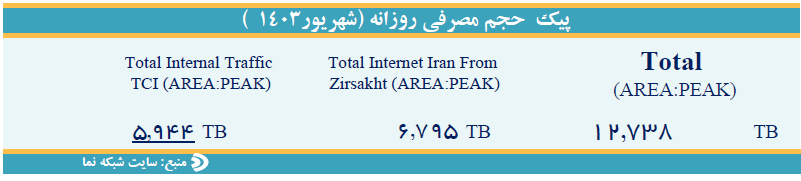 پیک حجم مصرفی روزانه (شهریور۱۴۰۳ )
Total Internal Traffic TCI (AREA:PEAK)
Total Internet Iran From Zirsakht (AREA:PEAK)
Total (AREA:PEAK)
۵,۹۴۴ TB
۶,۷۹۵ TB
۱۲,۷۳۸ TB
منبع: سایت شبکه نما